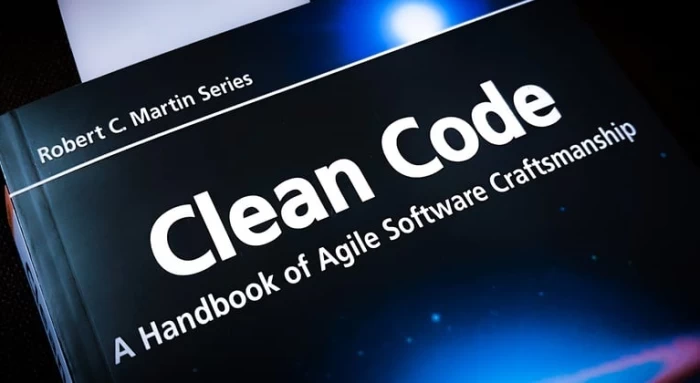 Robert C. Martin Series
Clean Code
A Handbook of Agile Software Craftsmanship